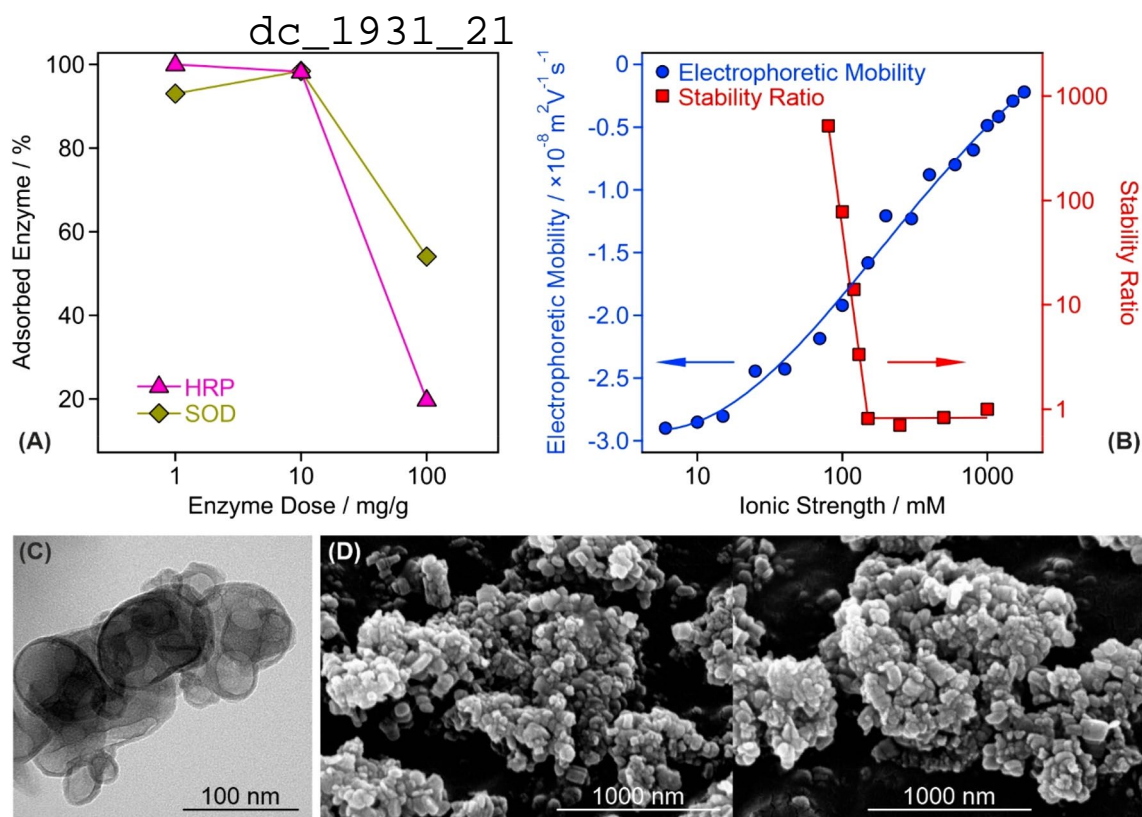 dc_1931_21
100
80
60
40
20
Adsorbed Enzyme / %
HRP
SOD
(A)
1
10
100
Enzyme Dose / mg/g
0
-0.5
-1.0
-1.5
-2.0
-2.5
-3.0
Electrophoretic Mobility / ×10⁻⁸ m²V⁻¹s⁻¹
Electrophoretic Mobility
Stability Ratio
1000
100
10
1
Stability Ratio
(B)
10
100
1000
Ionic Strength / mM
(C)
100 nm
(D)
1000 nm
1000 nm